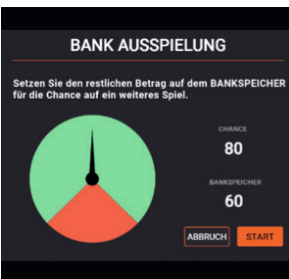 BANK AUSSPIELUNG
Setzen Sie den restlichen Betrag auf dem BANKSPEICHER
für die Chance auf ein weiteres Spiel.
CHANCE
80
BANKSPEICHER
60
ABBRUCH START